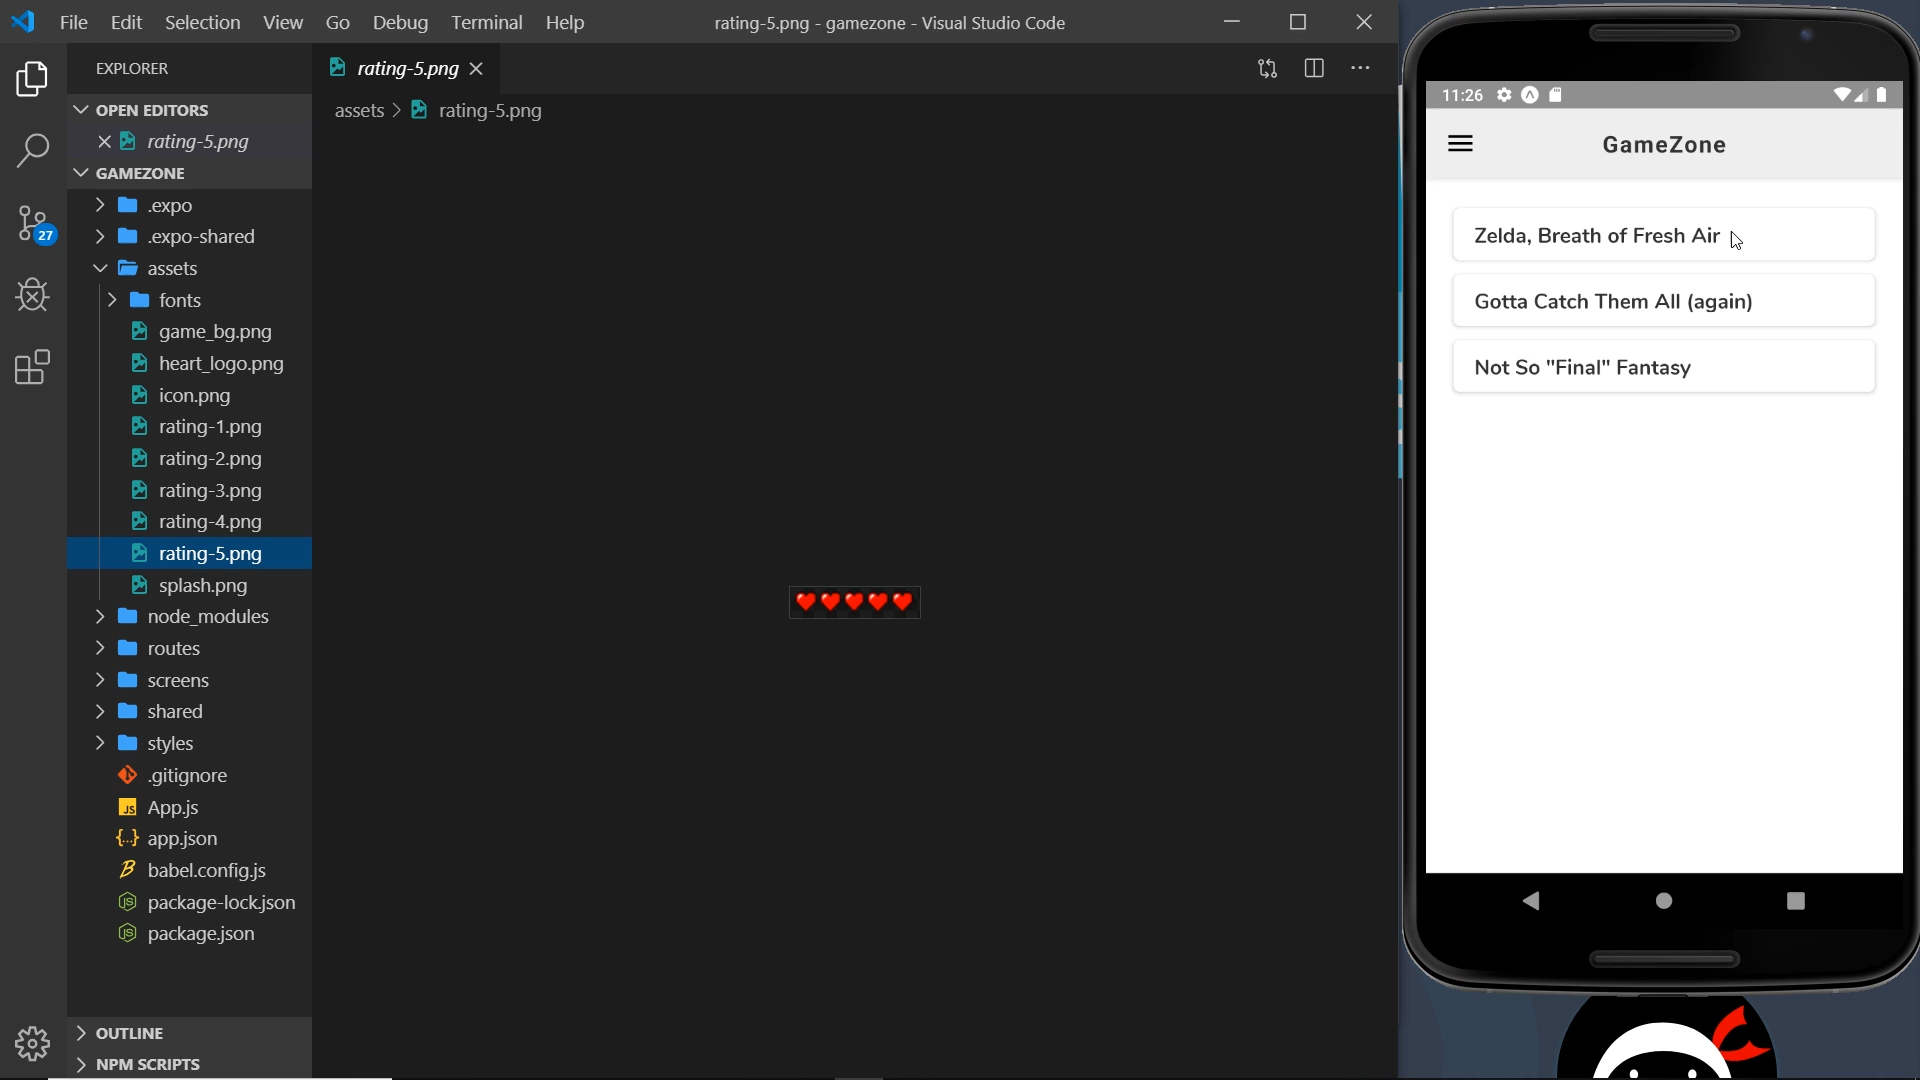 File Edit Selection View Go Debug Terminal Help
rating-5.png - gamezone - Visual Studio Code
EXPLORER
OPEN EDITORS
rating-5.png
GAMEZONE
.expo
.expo-shared
assets
fonts
game_bg.png
heart_logo.png
icon.png
rating-1.png
rating-2.png
rating-3.png
rating-4.png
rating-5.png
splash.png
node_modules
routes
screens
shared
styles
.gitignore
App.js
app.json
babel.config.js
package-lock.json
package.json
OUTLINE
NPM SCRIPTS
27
rating-5.png
assets > rating-5.png
11:26
GameZone
Zelda, Breath of Fresh Air
Gotta Catch Them All (again)
Not So "Final" Fantasy